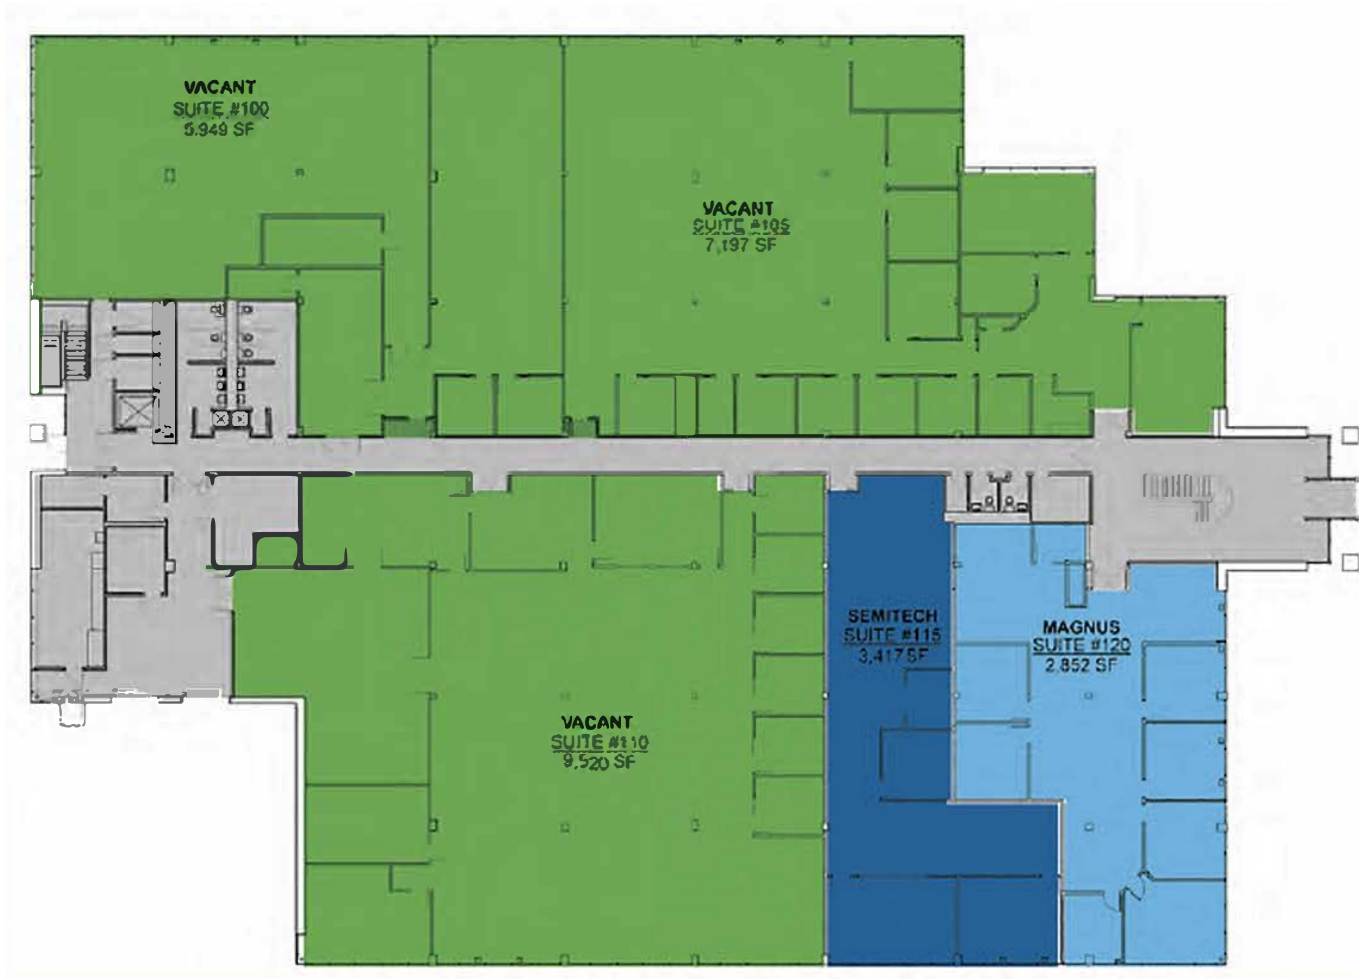 VACANT
SUITE #100
5,949 SF
VACANT
SUITE #105
7,197 SF
SEMITECH
SUITE #115
3,417 SF
MAGNUS
SUITE #120
2,852 SF
VACANT
SUITE #110
9,520 SF